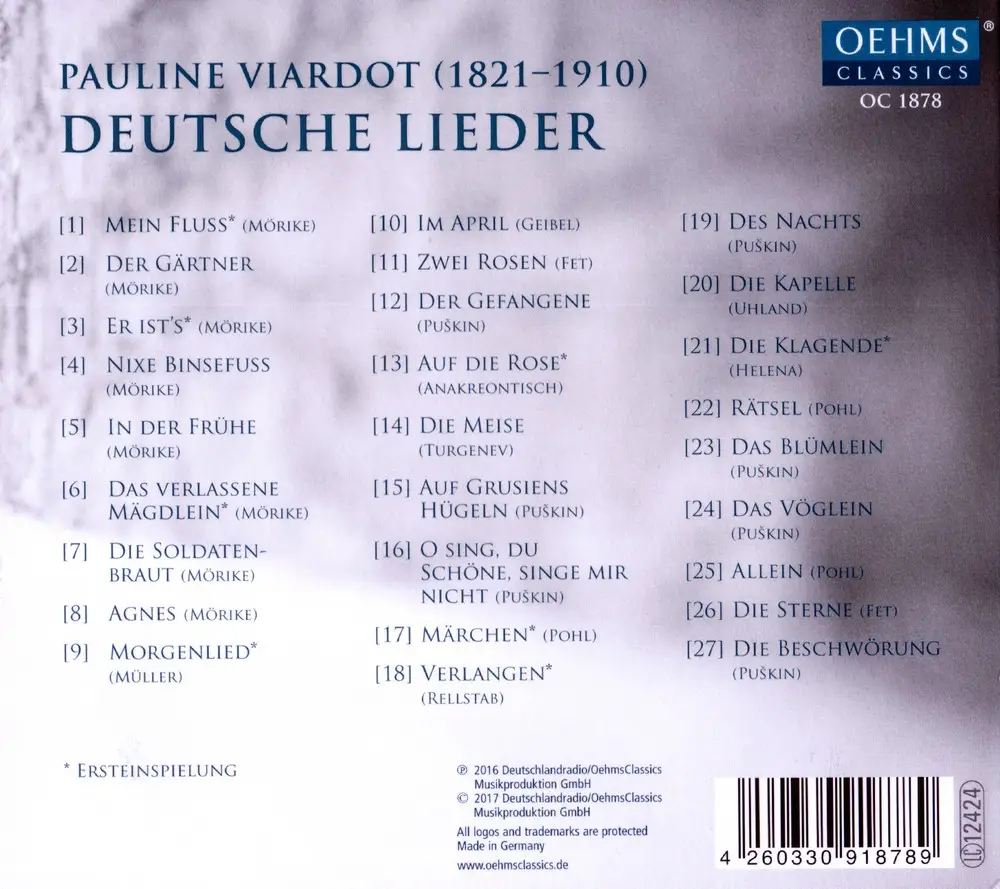 OEHMS®
CLASSICS
OC 1878
PAULINE VIARDOT (1821–1910)
DEUTSCHE LIEDER
[1] MEIN FLUSS* (MÖRIKE)
[2] DER GÄRTNER
(MÖRIKE)
[3] ER IST'S* (MÖRIKE)
[4] NIXE BINSEFUSS
(MÖRIKE)
[5] IN DER FRÜHE
(MÖRIKE)
[6] DAS VERLASSENE
MÄGDLEIN* (MÖRIKE)
[7] DIE SOLDATEN-
BRAUT (MÖRIKE)
[8] AGNES (MÖRIKE)
[9] MORGENLIED*
(MÜLLER)
[10] IM APRIL (GEIBEL)
[11] ZWEI ROSEN (FET)
[12] DER GEFANGENE
(PUŠKIN)
[13] AUF DIE ROSE*
(ANAKREONTISCH)
[14] DIE MEISE
(TURGENEV)
[15] AUF GRUSIENS
HÜGELN (PUŠKIN)
[16] O SING, DU
SCHÖNE, SINGE MIR
NICHT (PUŠKIN)
[17] MÄRCHEN* (POHL)
[18] VERLANGEN*
(RELLSTAB)
[19] DES NACHTS
(PUŠKIN)
[20] DIE KAPELLE
(UHLAND)
[21] DIE KLAGENDE*
(HELENA)
[22] RÄTSEL (POHL)
[23] DAS BLÜMLEIN
(PUŠKIN)
[24] DAS VÖGLEIN
(PUŠKIN)
[25] ALLEIN (POHL)
[26] DIE STERNE (FET)
[27] DIE BESCHWÖRUNG
(PUŠKIN)
* ERSTEINSPIELUNG
℗ 2016 Deutschlandradio/OehmsClassics
Musikproduktion GmbH
© 2017 Deutschlandradio/OehmsClassics
Musikproduktion GmbH
All logos and trademarks are protected
Made in Germany
www.oehmsclassics.de
4 260330 918789
LC 12424